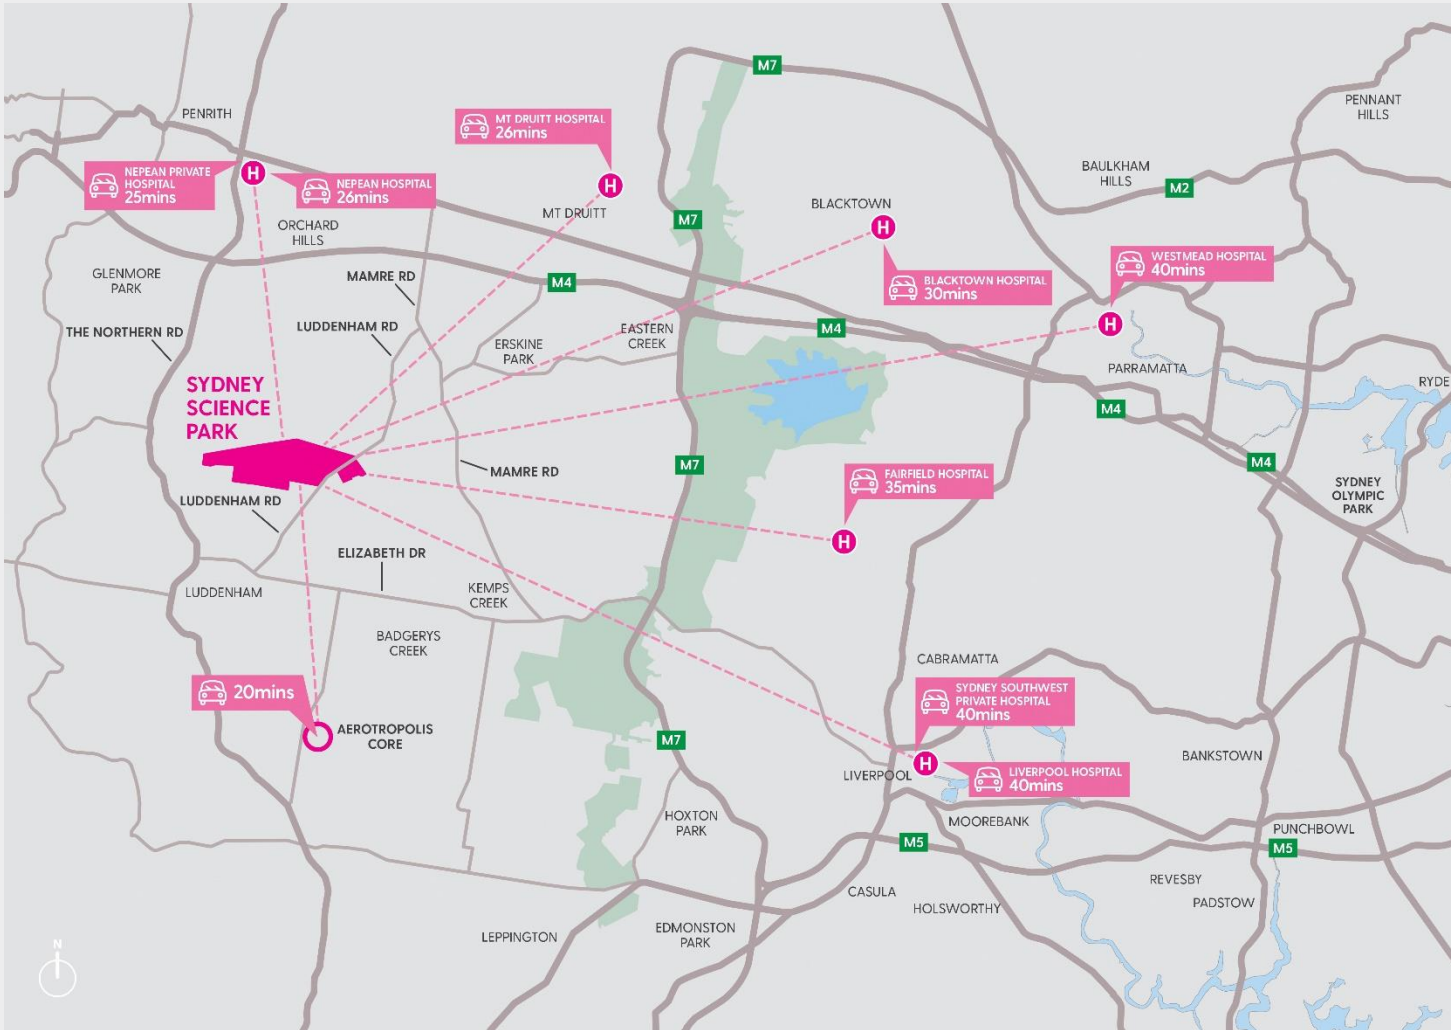 M7
PENNANT
HILLS
PENRITH
MT DRUITT HOSPITAL
26mins
BAULKHAM
HILLS
M2
NEPEAN PRIVATE
HOSPITAL
25mins
H
NEPEAN HOSPITAL
26mins
H
MT DRUITT
M7
BLACKTOWN
H
ORCHARD
HILLS
WESTMEAD HOSPITAL
40mins
GLENMORE
PARK
MAMRE RD
M4
BLACKTOWN HOSPITAL
30mins
THE NORTHERN RD
LUDDENHAM RD
ERSKINE
PARK
EASTERN
CREEK
M4
H
PARRAMATTA
RYDE
SYDNEY
SCIENCE
PARK
M4
MAMRE RD
M7
FAIRFIELD HOSPITAL
35mins
M4
SYDNEY
OLYMPIC
PARK
LUDDENHAM RD
H
ELIZABETH DR
LUDDENHAM
KEMPS
CREEK
BADGERYS
CREEK
CABRAMATTA
20mins
SYDNEY SOUTHWEST
PRIVATE HOSPITAL
40mins
AEROTROPOLIS
CORE
M7
BANKSTOWN
LIVERPOOL
H
LIVERPOOL HOSPITAL
40mins
HOXTON
PARK
MOOREBANK
PUNCHBOWL
M5
M5
REVESBY
CASULA
PADSTOW
HOLSWORTHY
LEPPINGTON
EDMONSTON
PARK
N